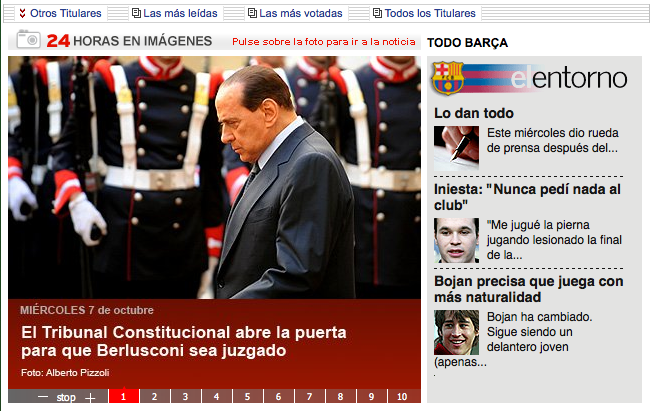 Otros Titulares
Las más leídas
Las más votadas
Todos los Titulares
24 HORAS EN IMÁGENES
Pulse sobre la foto para ir a la noticia
TODO BARÇA
el entorno
Lo dan todo
Este miércoles dio rueda
de prensa después del...
Iniesta: "Nunca pedí nada al
club"
"Me jugué la pierna
jugando lesionado la final
de la...
Bojan precisa que juega con
más naturalidad
Bojan ha cambiado.
Sigue siendo un
delantero joven
(apenas...
MIÉRCOLES 7 de octubre
El Tribunal Constitucional abre la puerta
para que Berlusconi sea juzgado
Foto: Alberto Pizzoli
— stop + 1 2 3 4 5 6 7 8 9 10